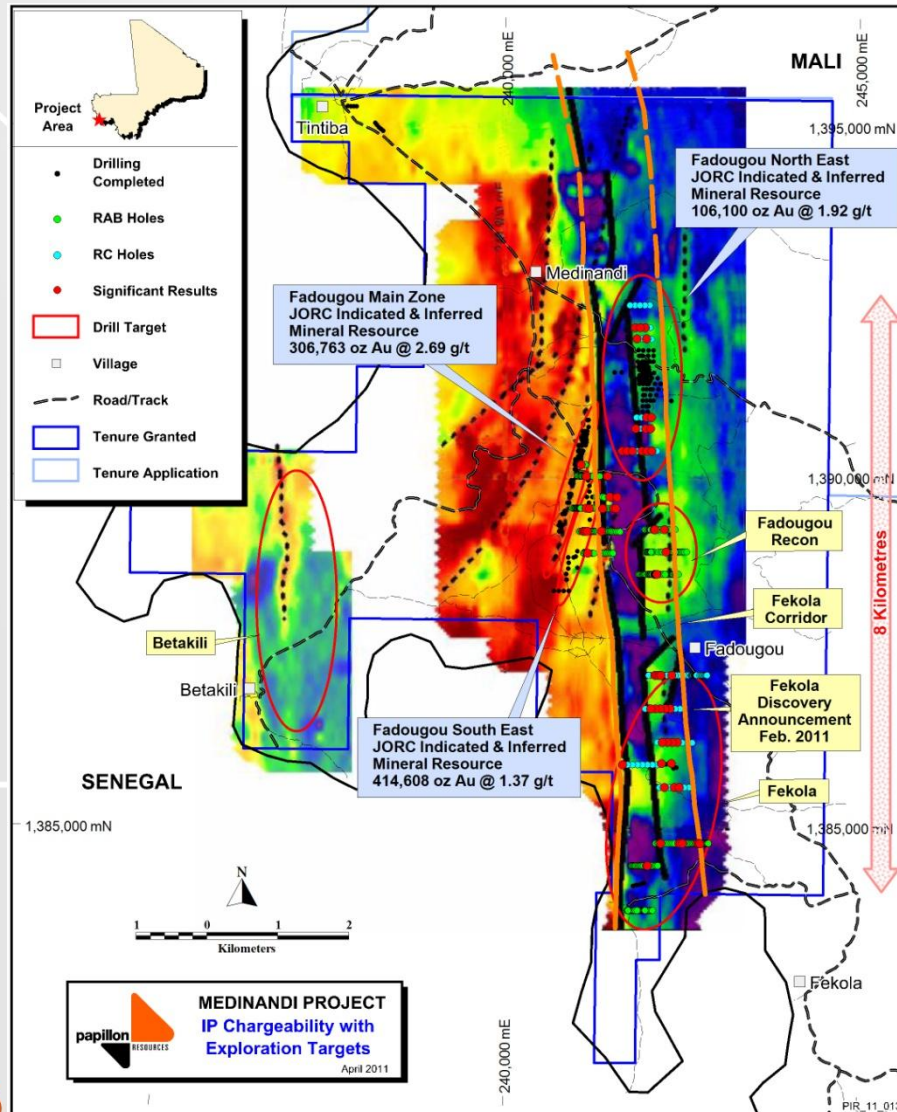 240,000 mE
245,000 mE
MALI
1,395,000 mN
Project
Area
Drilling
Completed
RAB Holes
RC Holes
Significant Results
Drill Target
Village
Road/Track
Tenure Granted
Tenure Application
Tintiba
Fadougou North East
JORC Indicated & Inferred
Mineral Resource
106,100 oz Au @ 1.92 g/t
Medinandi
Fadougou Main Zone
JORC Indicated & Inferred
Mineral Resource
306,763 oz Au @ 2.69 g/t
1,390,000 mN
Fadougou
Recon
Fekola
Corridor
8 Kilometres
Betakili
Fadougou
Betakili
Fekola
Discovery
Announcement
Feb. 2011
Fadougou South East
JORC Indicated & Inferred
Mineral Resource
414,608 oz Au @ 1.37 g/t
SENEGAL
Fekola
1,385,000 mN
1,385,000 mN
N
1 0 1 2
Kilometers
Fekola
papillon
RESOURCES
MEDINANDI PROJECT
IP Chargeability with
Exploration Targets
April 2011
240,000 mE
PIR_11_013